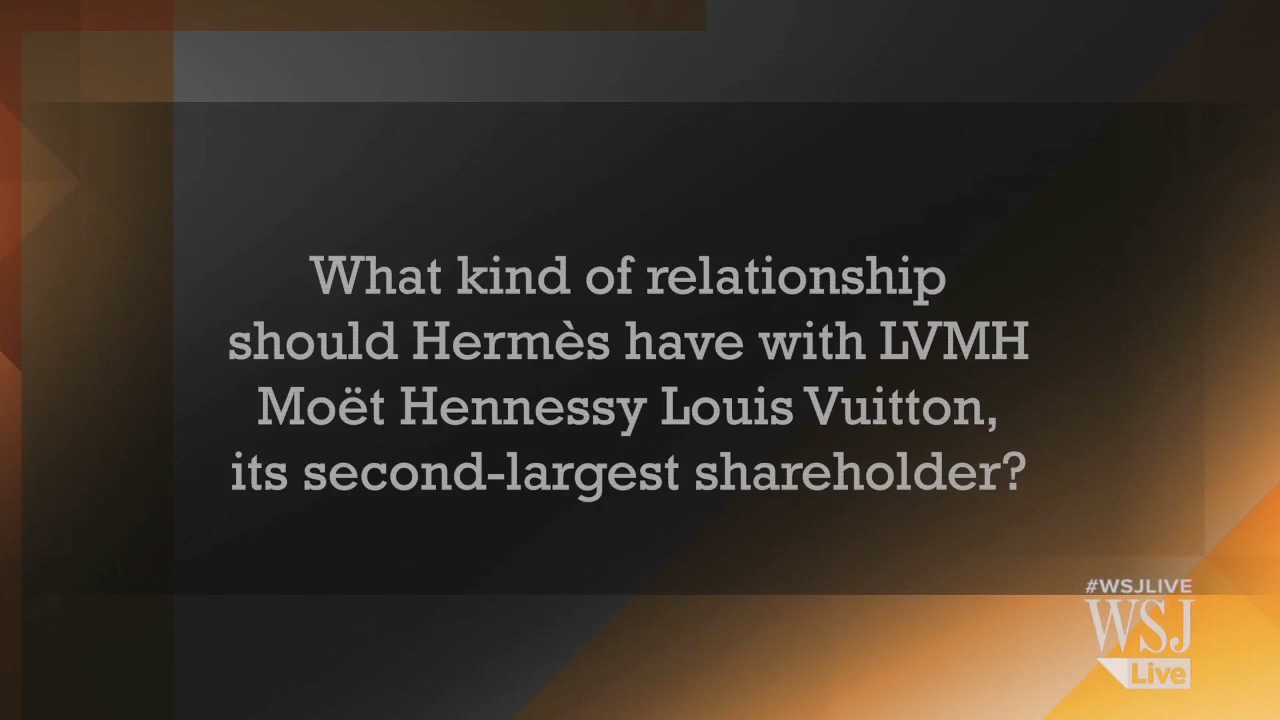 What kind of relationship
should Hermès have with LVMH
Moët Hennessy Louis Vuitton,
its second-largest shareholder?
#WSJLIVE
WSJ
Live